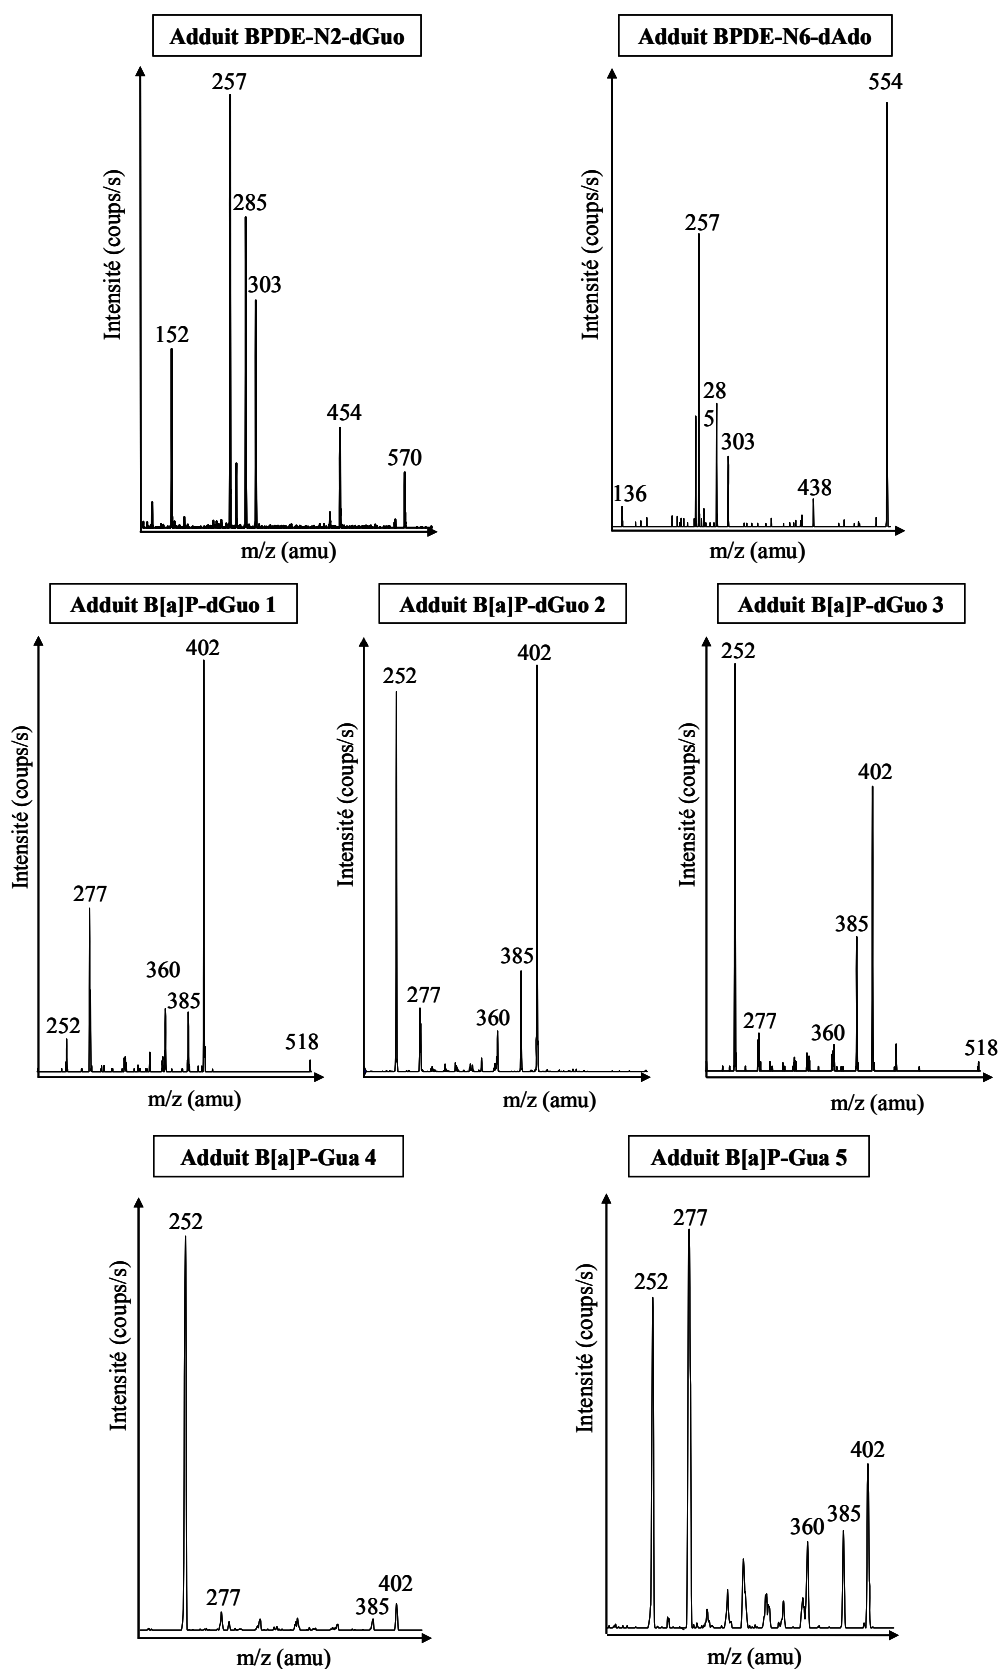 Adduit BPDE-N2-dGuo
Adduit BPDE-N6-dAdo
257
285
303
152
454
570
Intensité (coups/s)
m/z (amu)
554
257
28
5
303
136
438
Intensité (coups/s)
m/z (amu)
Adduit B[a]P-dGuo 1
Adduit B[a]P-dGuo 2
Adduit B[a]P-dGuo 3
402
277
360
385
252
518
Intensité (coups/s)
m/z (amu)
402
252
385
277
360
Intensité (coups/s)
m/z (amu)
252
402
385
277
360
518
Intensité (coups/s)
m/z (amu)
Adduit B[a]P-Gua 4
Adduit B[a]P-Gua 5
252
277
385
402
Intensité (coups/s)
m/z (amu)
277
252
402
385
360
Intensité (coups/s)
m/z (amu)